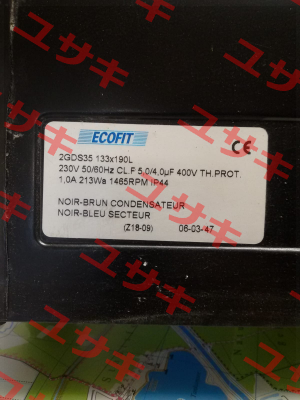 ECOFIT
CE
2GDS35 133x190L
230V 50/60Hz CL.F 5,0/4,0µF 400V TH.PROT.
1,0A 213Wa 1465RPM IP44
NOIR-BRUN CONDENSATEUR
NOIR-BLEU SECTEUR
(Z18-09) 06-03-47
ユサキ
ユサキ
ユサキ
ユサキ
ユサキ
ユサキ